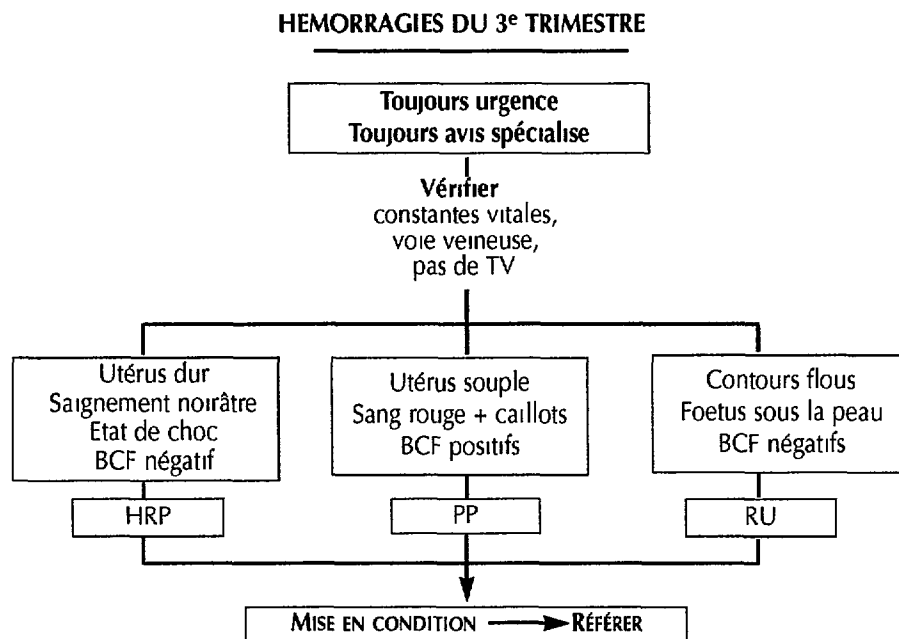 HEMORRAGIES DU 3e TRIMESTRE
Toujours urgence
Toujours avis spécialise
Vérifier
constantes vitales,
voie veineuse,
pas de TV
Utérus dur
Saignement noirâtre
Etat de choc
BCF négatif
HRP
Utérus souple
Sang rouge + caillots
BCF positifs
PP
Contours flous
Foetus sous la peau
BCF négatifs
RU
MISE EN CONDITION → RÉFÉRER